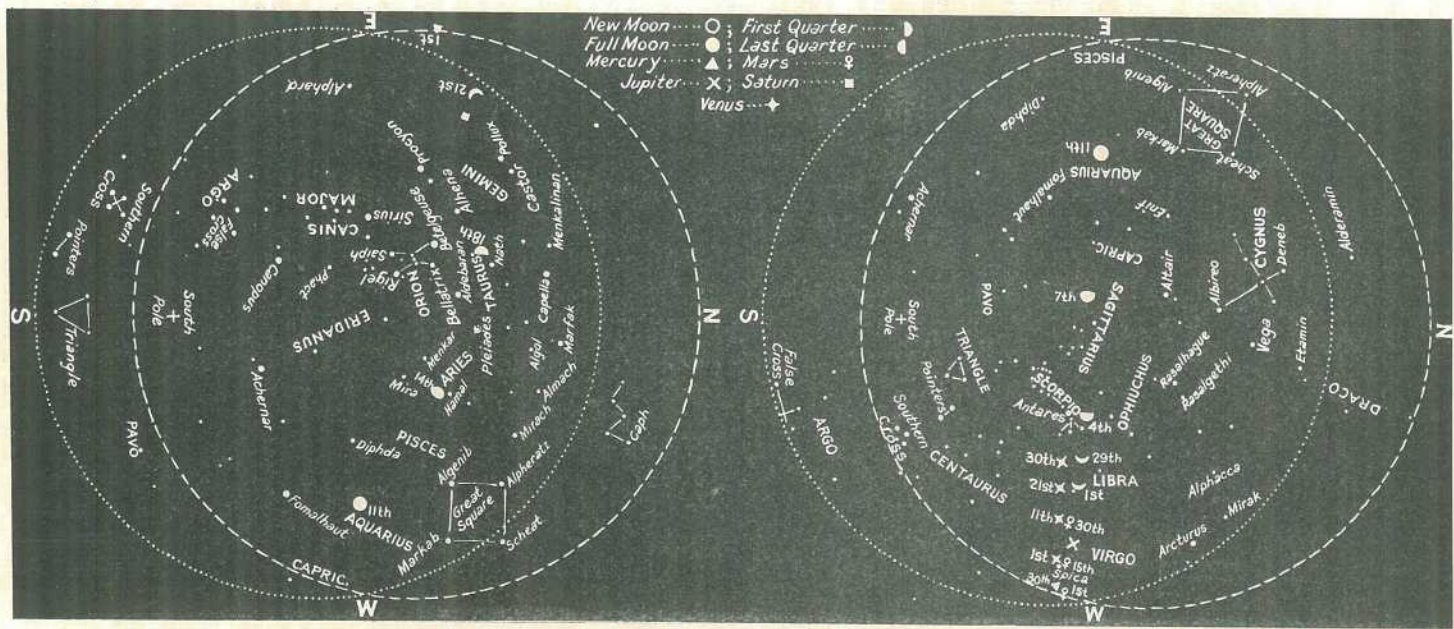 New Moon ..... ; First Quarter .....
Full Moon ..... ; Last Quarter .....
Mercury ..... ; Mars .....
Jupiter ..... ; Saturn .....
Venus ...
E
1st
Alphard
21st
Procyon
Pollux
GEMINI
Castor
Alhena
Menkalinan
ARGO
Southern
Cross
Pointers
False
Cross
MAJOR
CANIS
Sirius
Betelgeuse
18th
Saiph
Aldebaran
Nath
Canopus
Phact
Rigel
ORION
Bellatrix
TAURUS
Capella
S
South
Pole
N
Triangle
ERIDANUS
Menkar
Pleiades
Algol
Marfak
14th
ARIES
Mira
Hamal
Almach
Achernar
Mirach
Caph
PAVO
PISCES
Diphda
Algenib
Alpheratz
Great
Square
Fomalhaut
11th
AQUARIUS
Markab
Scheat
CAPRIC.
W
E
PISCES
Algenib
Alpheratz
Diphda
GREAT
SQUARE
Markab
Scheat
11th
AQUARIUS
Achernar
Fomalhaut
Enif
Alderamin
CYGNUS
Deneb
CAPRIC.
Altair
Albireo
PAVO
7th
SAGITTARIUS
S
South
Pole
N
Vega
Etamin
TRIANGLE
False
Cross
Pointers
Rasalhague
Rasalgethi
SCORPIO
OPHIUCHUS
DRACO
Antares
4th
ARGO
Southern
Cross
CENTAURUS
30th
29th
LIBRA
21st
1st
Alphacca
Mirak
11th
30th
Arcturus
VIRGO
1st
15th
Spica
30th
1st
W